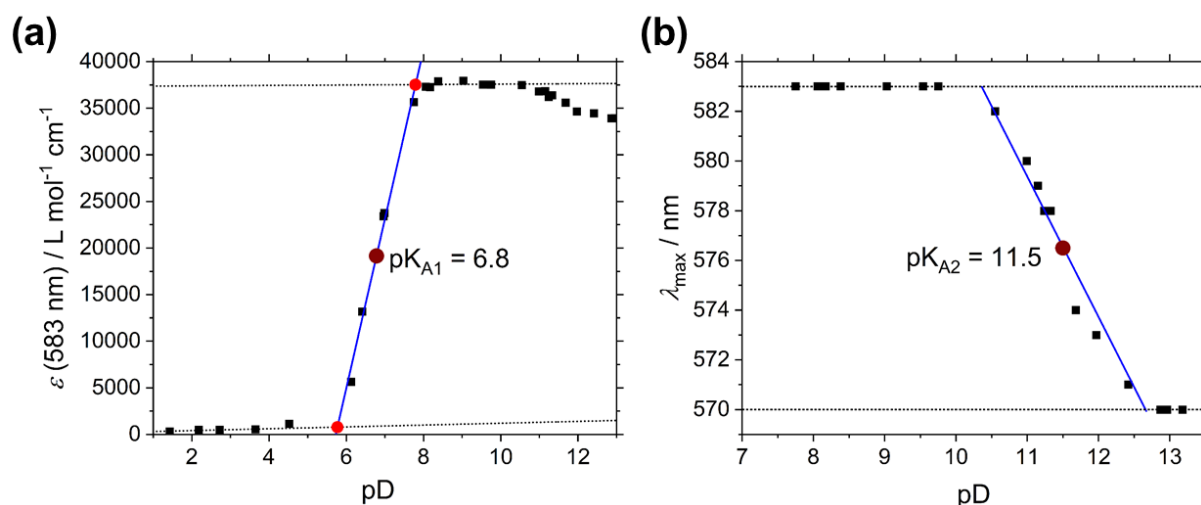 (a)
40000
35000
30000
25000
20000
15000
10000
5000
0
ε (583 nm) / L mol⁻¹ cm⁻¹
pK_A1 = 6.8
2 4 6 8 10 12
pD
(b)
584
582
580
578
576
574
572
570
λ_max / nm
pK_A2 = 11.5
7 8 9 10 11 12 13
pD